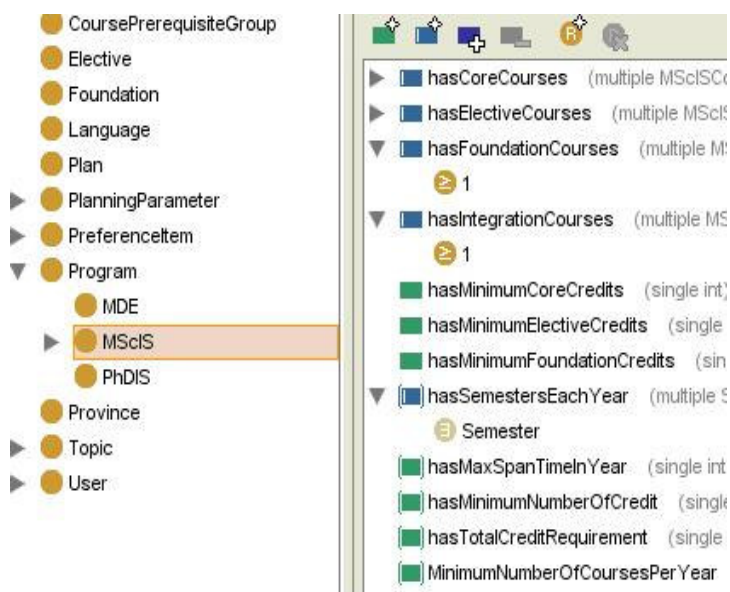 CoursePrerequisiteGroup
Elective
Foundation
Language
Plan
PlanningParameter
PreferenceItem
Program
MDE
MScIS
PhDIS
Province
Topic
User
R
hasCoreCourses (multiple MScISCo
hasElectiveCourses (multiple MScIS
hasFoundationCourses (multiple M
≥ 1
hasIntegrationCourses (multiple MS
≥ 1
hasMinimumCoreCredits (single int)
hasMinimumElectiveCredits (single
hasMinimumFoundationCredits (sin
hasSemestersEachYear (multiple S
∃ Semester
hasMaxSpanTimeInYear (single int
hasMinimumNumberOfCredit (single
hasTotalCreditRequirement (single
MinimumNumberOfCoursesPerYear